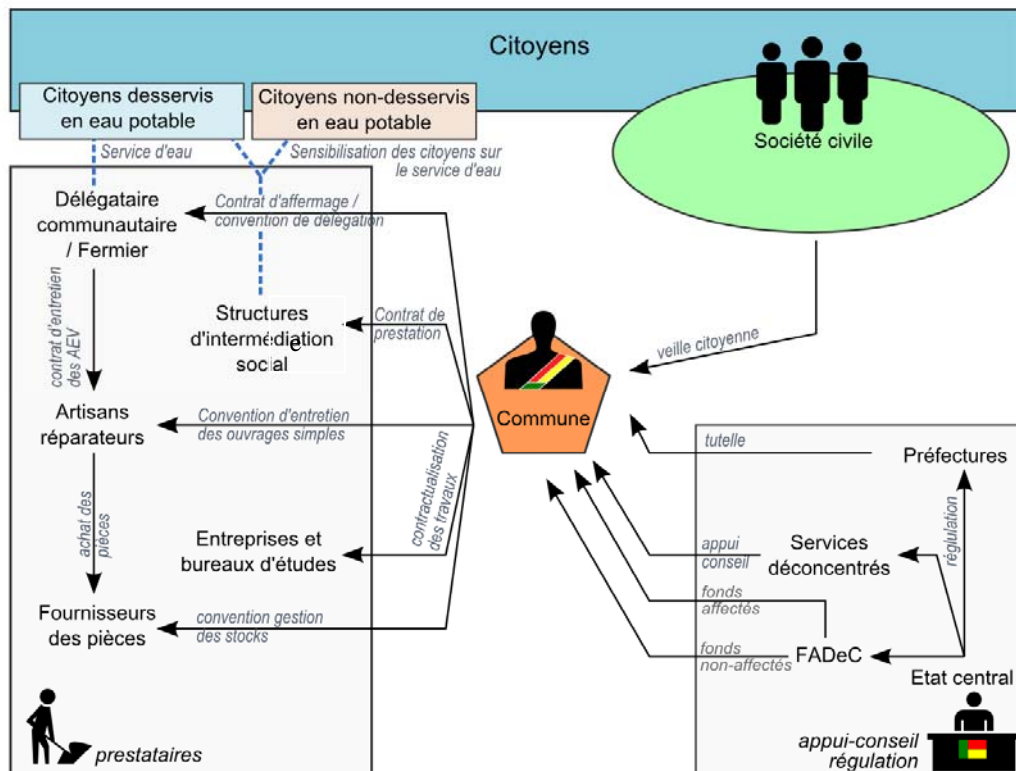 Citoyens
Citoyens desservis
en eau potable
Citoyens non-desservis
en eau potable
Société civile
Service d'eau
Sensibilisation des citoyens sur
le service d'eau
Délégataire
communautaire
/ Fermier
Contrat d'affermage /
convention de délégation
contrat d'entretien
des AEV
Structures
d'intermédiation
social
e
Contrat de
prestation
veille citoyenne
Commune
Artisans
réparateurs
Convention d'entretien
des ouvrages simples
contractualisation
des travaux
achat des
pièces
Entreprises et
bureaux d'études
Fournisseurs
des pièces
convention gestion
des stocks
prestataires
tutelle
Préfectures
réglulation
appui
conseil
Services
déconcentrés
fonds
affectés
fonds
non-affectés
FADeC
Etat central
appui-conseil
régulation